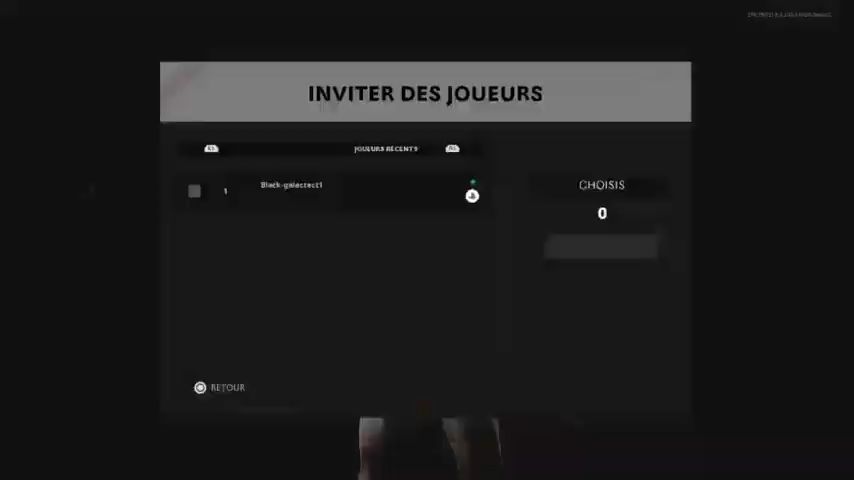 INVITER DES JOUEURS
JOUEURS RÉCENTS
1 Black-galactect1
CHOISIS
0
RETOUR